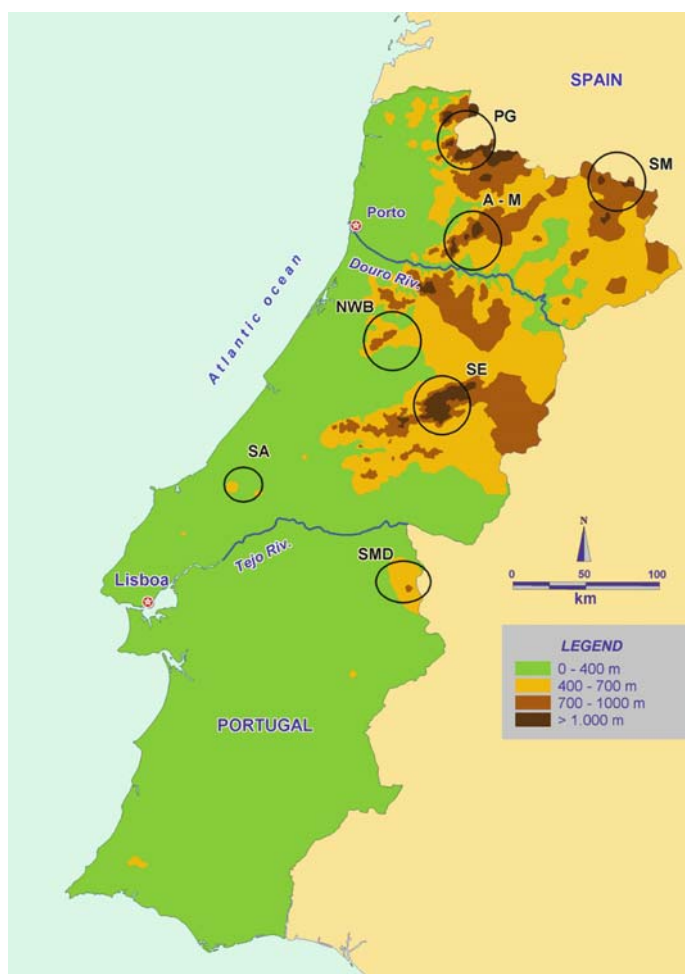 SPAIN
PG
SM
A - M
Porto
Douro Riv.
NWB
Atlantic ocean
SE
SA
N
Tejo Riv.
SMD
Lisboa
0 50 100
km
LEGEND
0 - 400 m
400 - 700 m
700 - 1000 m
> 1.000 m
PORTUGAL